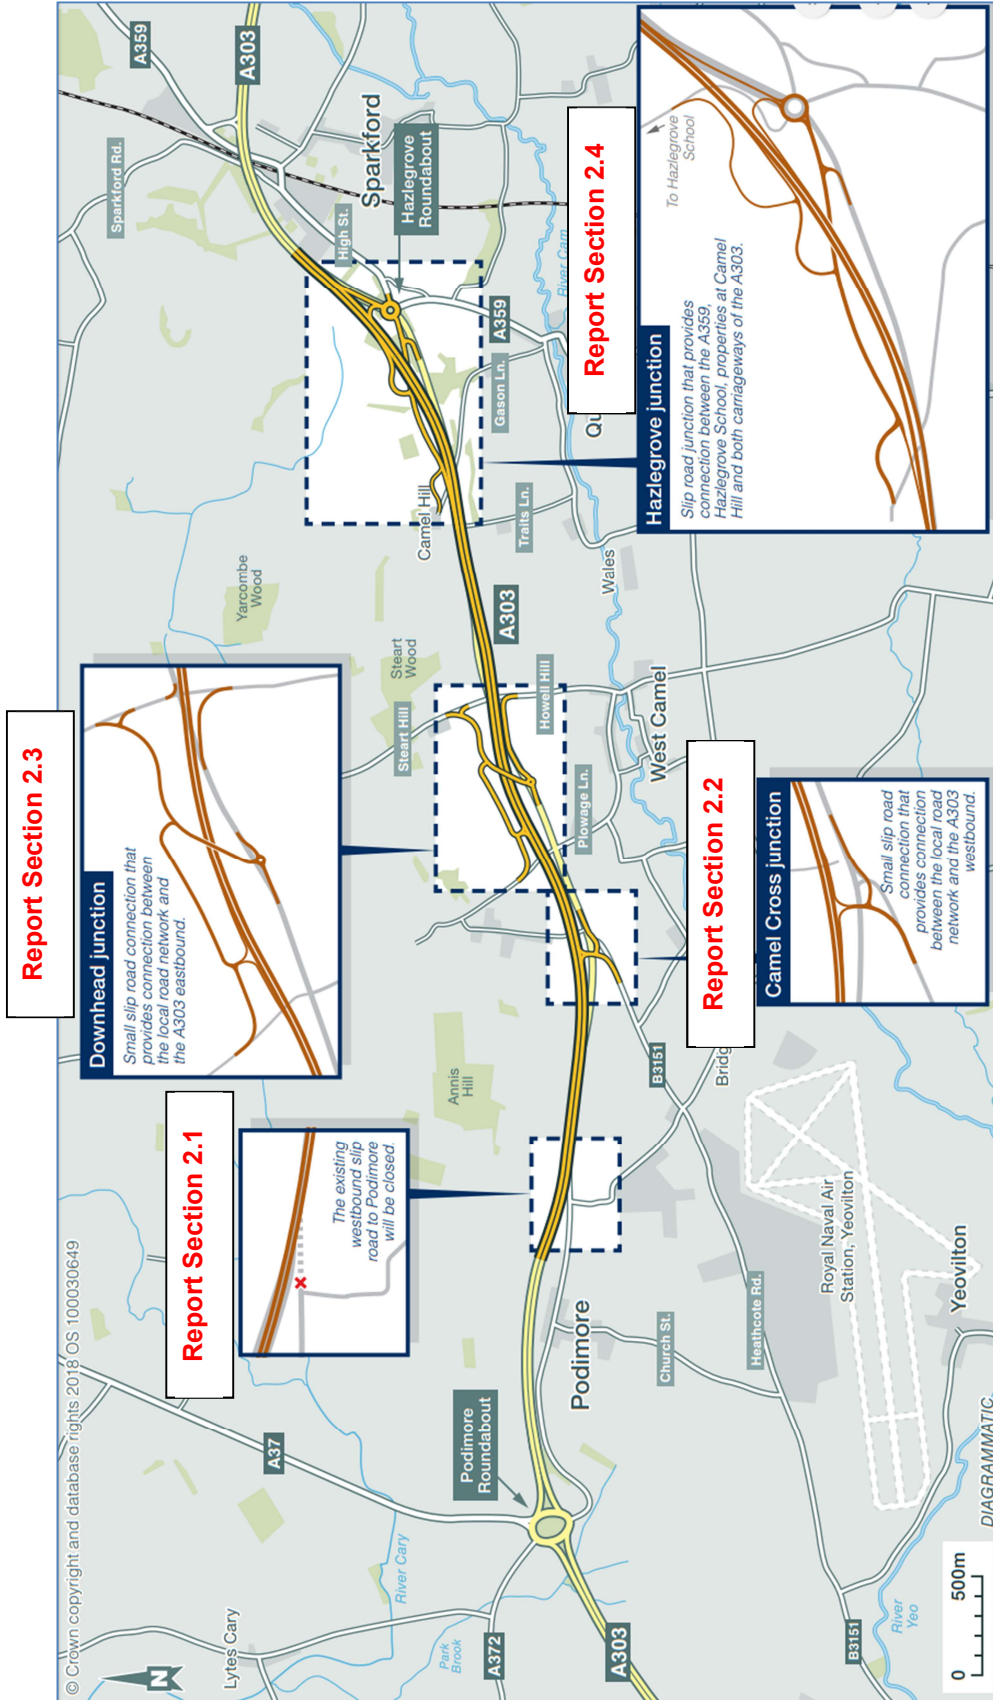 © Crown copyright and database rights 2018 OS 100030649
N
Lytes Cary
A37
River Cary
Park
Brook
A372
A303
Podimore
Roundabout
Podimore
Church St.
Heathcote Rd.
B3151
River
Yeo
0 500m
DIAGRAMMATIC
Yeovilton
Royal Naval Air
Station, Yeovilton
Report Section 2.1
The existing
westbound slip
road to Podimore
will be closed.
Annis
Hill
B3151
Bridg
Report Section 2.3
Downhead junction
Small slip road connection that
provides connection between
the local road network and
the A303 eastbound.
Report Section 2.2
Camel Cross junction
Small slip road
connection that
provides connection
between the local road
network and the A303
westbound.
Plowage Ln.
West Camel
Howell Hill
Steart Hill
Steart
Wood
Yarcombe
Wood
A303
Wales
Traits Ln.
Camel Hill
Gason Ln.
Qu
A359
River Cam
High St.
Hazlegrove
Roundabout
Sparkford
Sparkford Rd.
A303
A359
Report Section 2.4
Hazlegrove junction
Slip road junction that provides
connection between the A359,
Hazlegrove School, properties at Camel
Hill and both carriageways of the A303.
To Hazlegrove
School